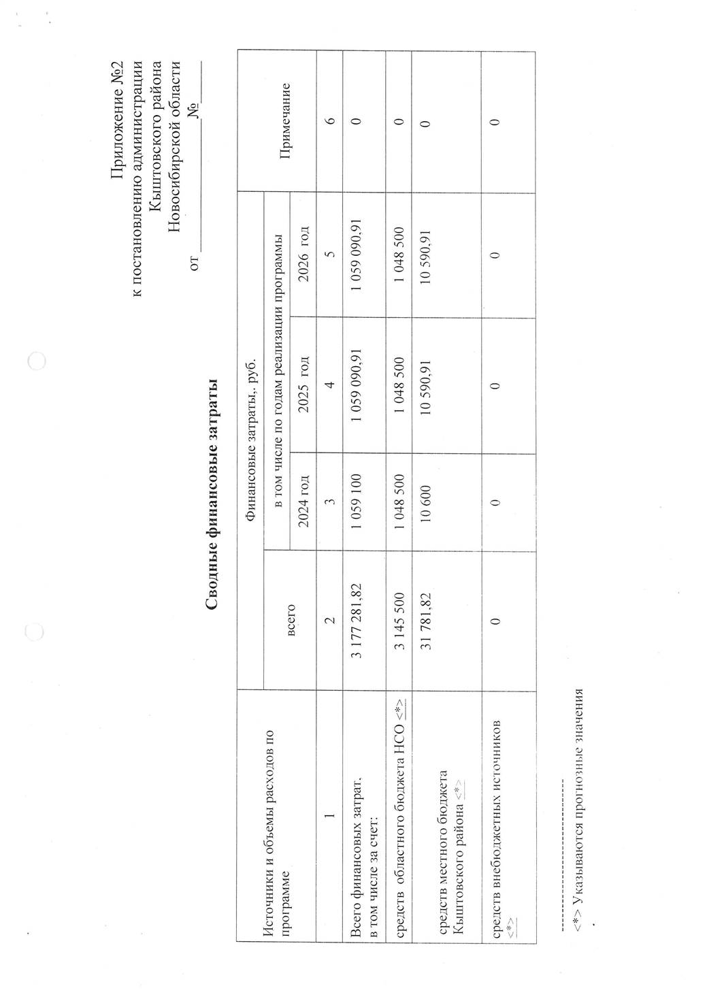 Приложение №2
к постановлению администрации
Кыштовского района
Новосибирской области
от ____________________№______
Сводные финансовые затраты
Источники и объемы расходов по
программе
Финансовые затраты,. руб.
Примечание
всего
в том числе по годам реализации программы
2024 год
2025 год
2026 год
1 2 3 4 5 6
Всего финансовых затрат.
в том числе за счет:
3 177 281,82 1 059 100 1 059 090,91 1 059 090,91 0
средств областного бюджета НСО <*> 3 145 500 1 048 500 1 048 500 1 048 500 0
средств местного бюджета
Кыштовского района <*>
31 781,82 10 600 10 590,91 10 590,91 0
средств внебюджетных источников
<*>
0 0 0 0 0
--------------------------------
<*> Указываются прогнозные значения
.